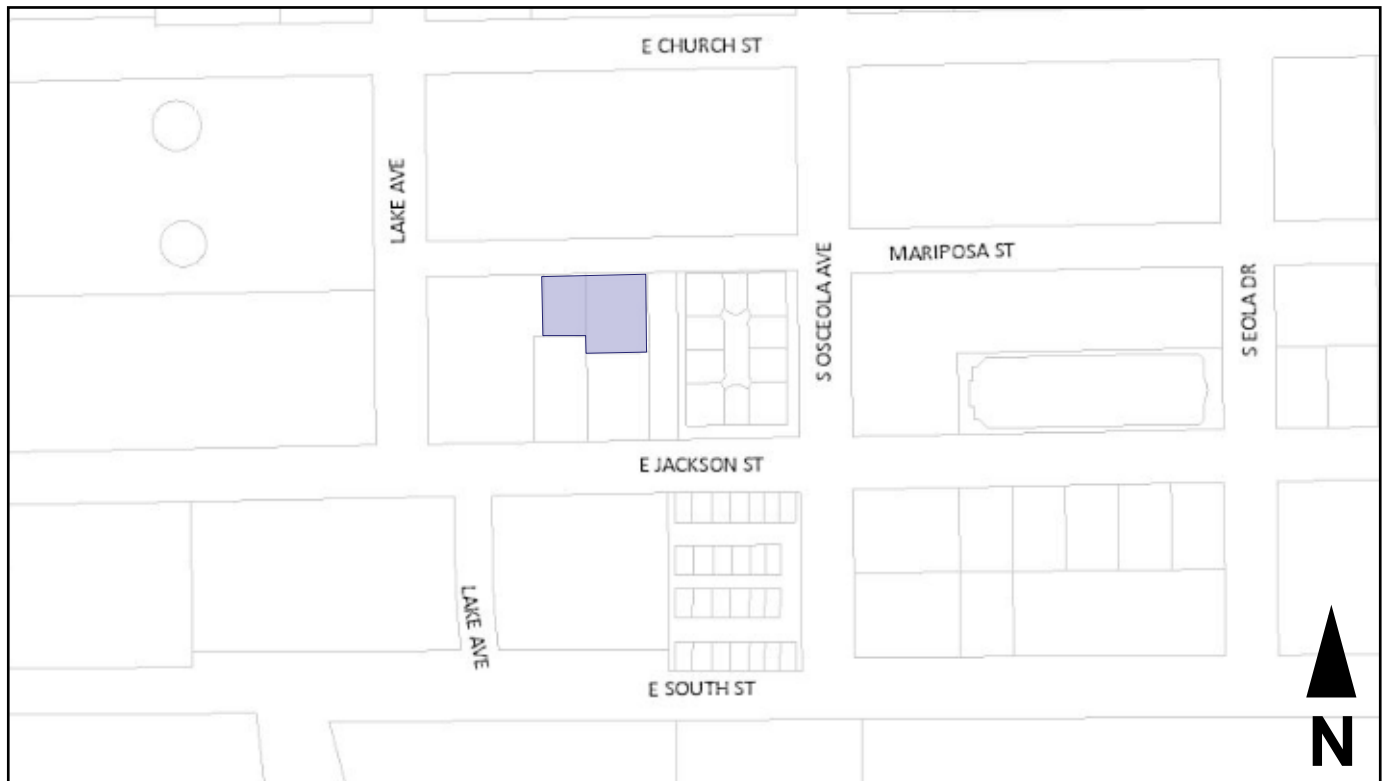 E CHURCH ST
LAKE AVE
MARIPOSA ST
S OSCEOLA AVE
S EOLA DR
E JACKSON ST
LAKE AVE
E SOUTH ST
N